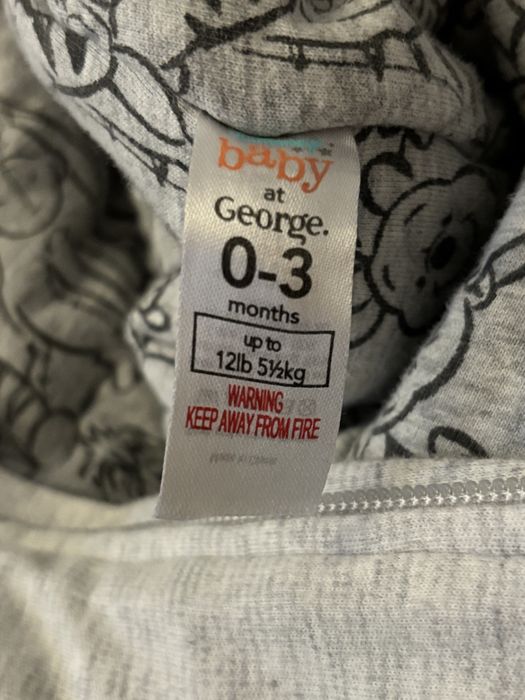 baby
at
George.
0-3
months
up to
12lb 5½kg
WARNING
KEEP AWAY FROM FIRE